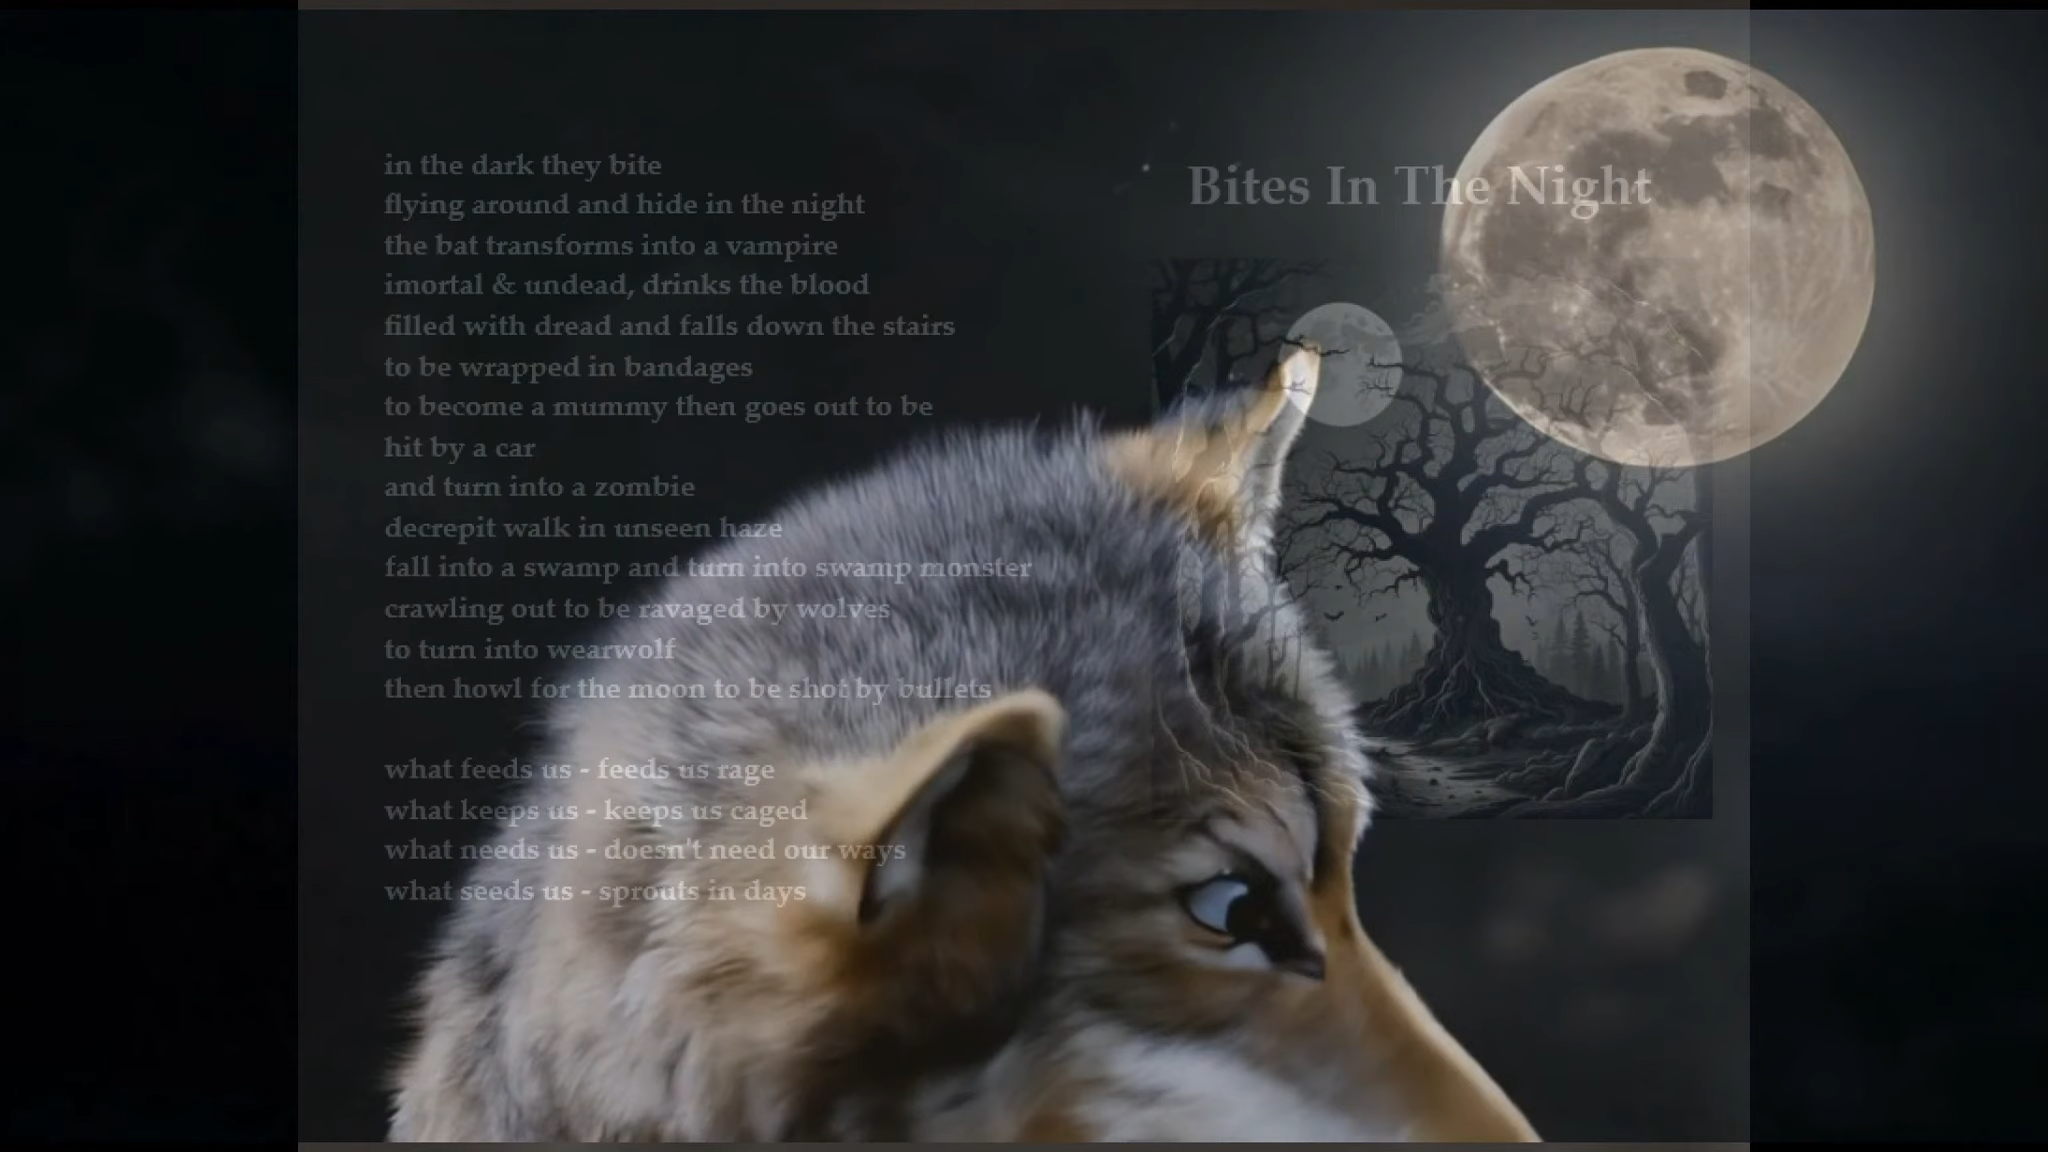 Bites In The Night
in the dark they bite
flying around and hide in the night
the bat transforms into a vampire
imortal & undead, drinks the blood
filled with dread and falls down the stairs
to be wrapped in bandages
to become a mummy then goes out to be
hit by a car
and turn into a zombie
decrepit walk in unseen haze
fall into a swamp and turn into swamp monster
crawling out to be ravaged by wolves
to turn into wearwolf
then howl for the moon to be shot by bullets
what feeds us - feeds us rage
what keeps us - keeps us caged
what needs us - doesn't need our ways
what seeds us - sprouts in days